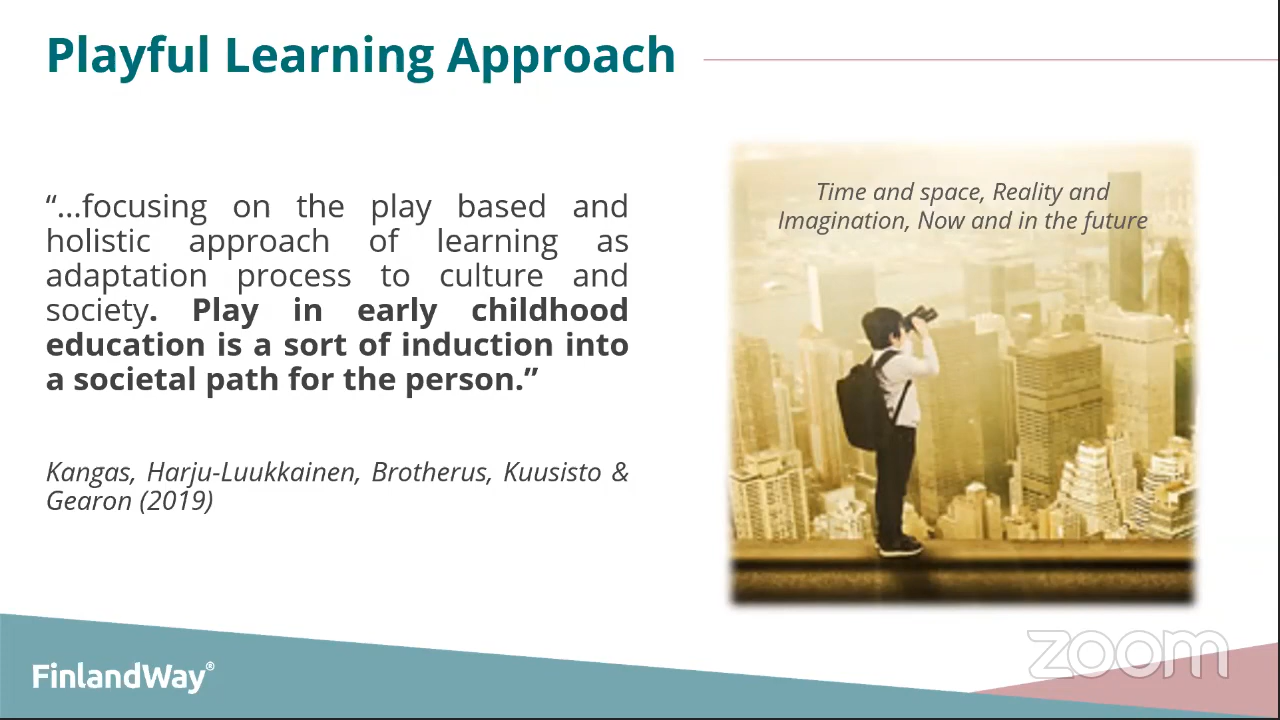 Playful Learning Approach
“...focusing on the play based and
holistic approach of learning as
adaptation process to culture and
society. Play in early childhood
education is a sort of induction into
a societal path for the person.”
Kangas, Harju-Luukkainen, Brotherus, Kuusisto &
Gearon (2019)
Time and space, Reality and
Imagination, Now and in the future
FinlandWay®
zoom